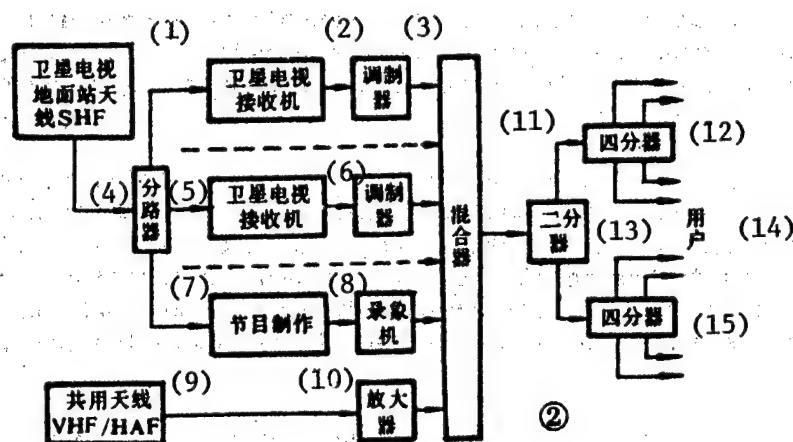 (1) (2) (3)
卫星电视
地面站天
线SHF
卫星电视
接收机
调制
器
(11)
四分器
(12)
(4)
分
路
器
(5)
卫星电视
接收机
(6)
调制
器
混
合
器
二分
器
(13)
用
户
(14)
(7)
节目制作
(8)
录象
机
四分器
(15)
(9)
共用天线
VHF/HAF
(10)
放大
器
②